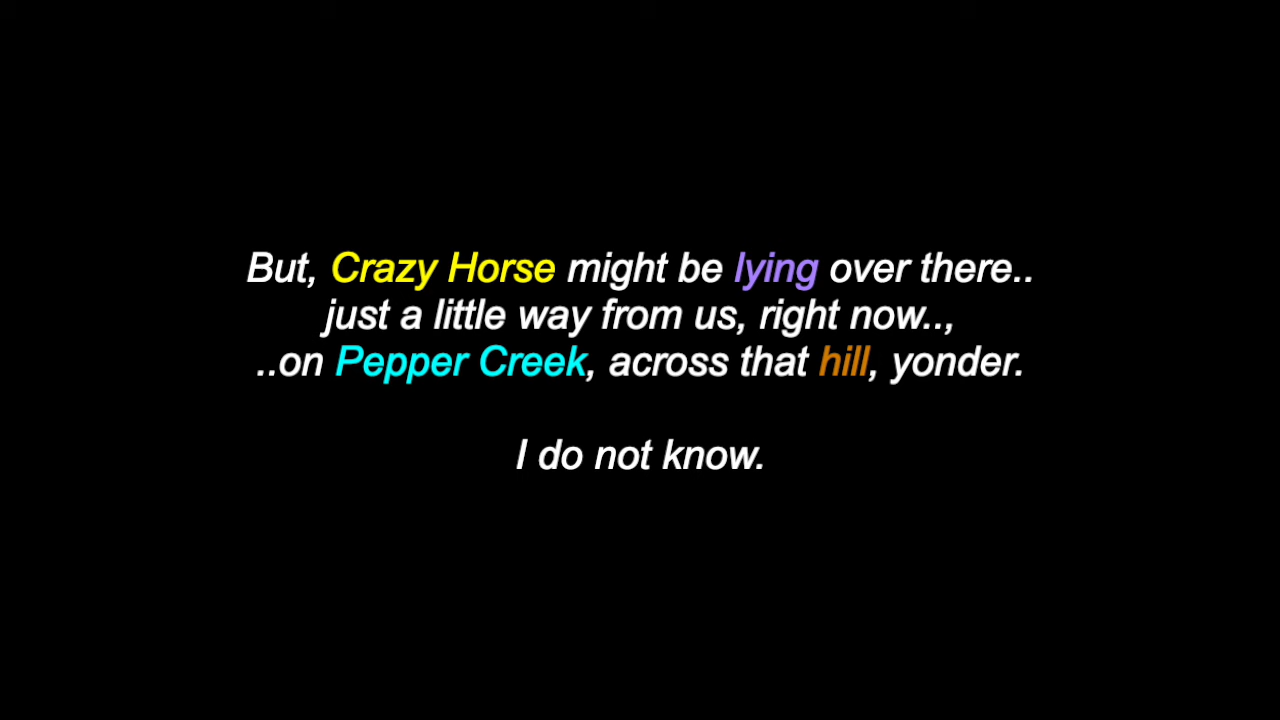 But, Crazy Horse might be lying over there..
just a little way from us, right now..,
..on Pepper Creek, across that hill, yonder.
I do not know.